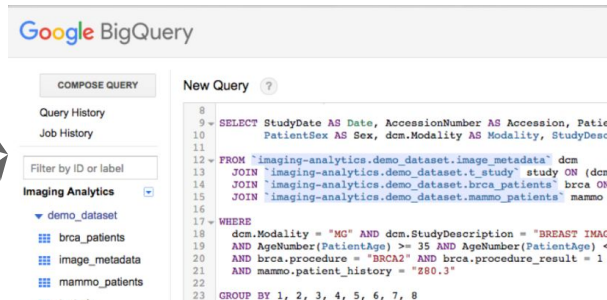 Google BigQuery
COMPOSE QUERY
New Query ?
Query History
Job History
Filter by ID or label
Imaging Analytics
demo_dataset
brca_patients
image_metadata
mammo_patients
8
9 SELECT StudyDate AS Date, AccessionNumber AS Accession, Patie
10 PatientSex AS Sex, dcm.Modality AS Modality, StudyDesc
11
12 FROM `imaging-analytics.demo_dataset.image_metadata` dcm
13 JOIN `imaging-analytics.demo_dataset.t_study` study ON (dcm
14 JOIN `imaging-analytics.demo_dataset.brca_patients` brca ON
15 JOIN `imaging-analytics.demo_dataset.mammo_patients` mammo
16
17 WHERE
18 dcm.Modality = "MG" AND dcm.StudyDescription = "BREAST IMAG
19 AND AgeNumber(PatientAge) >= 35 AND AgeNumber(PatientAge) <
20 AND brca.procedure = "BRCA2" AND brca.procedure_result = 1
21 AND mammo.patient_history = "Z80.3"
22
23 GROUP BY 1, 2, 3, 4, 5, 6, 7, 8